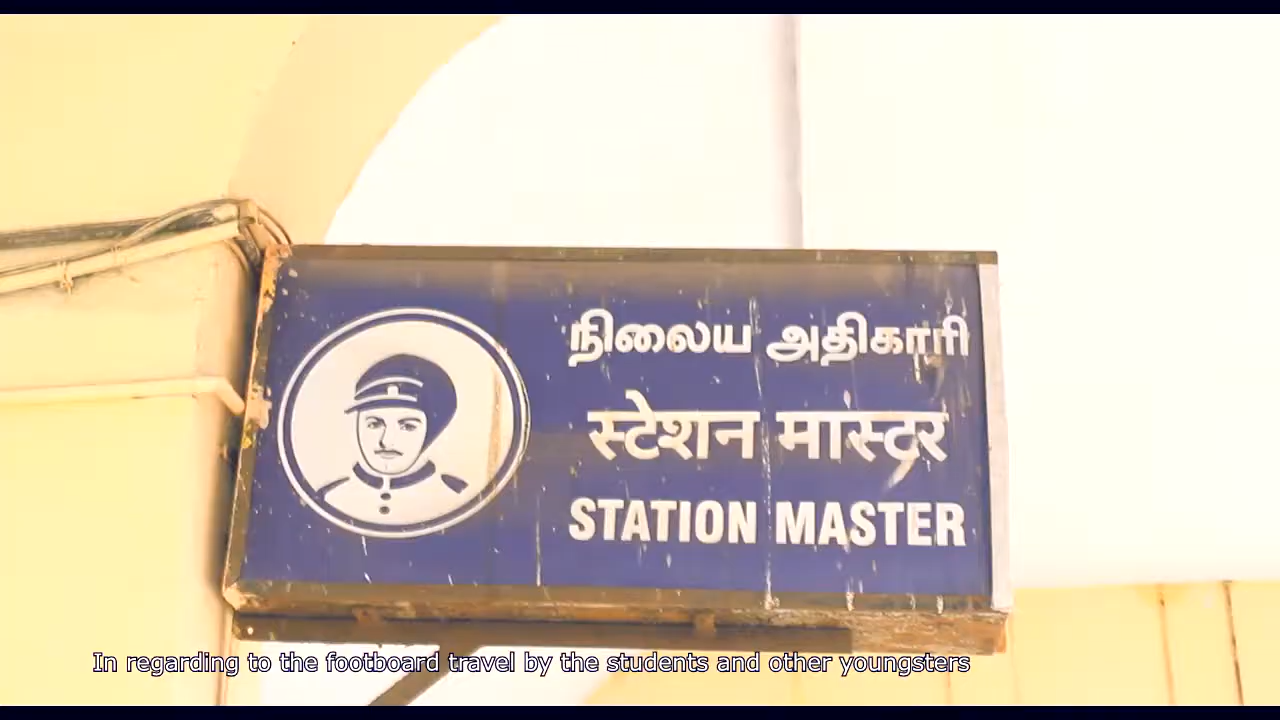 நிலைய அதிகாரி
स्टेशन मास्टर
STATION MASTER
In regarding to the footboard travel by the students and other youngsters